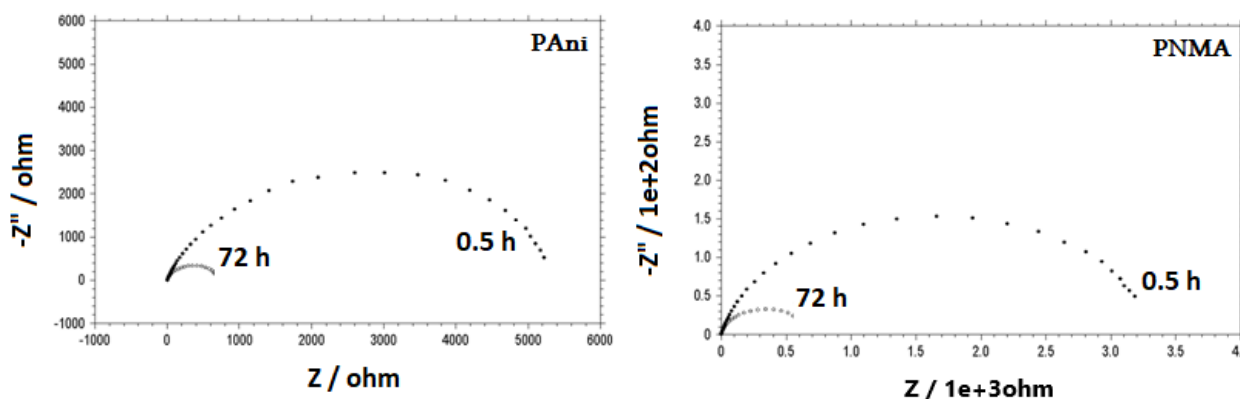 PAni
6000
5000
4000
3000
2000
1000
0
-1000
-1000 0 1000 2000 3000 4000 5000 6000
-Z" / ohm
Z / ohm
72 h
0.5 h
PNMA
4.0
3.5
3.0
2.5
2.0
1.5
1.0
0.5
0
0 0.5 1.0 1.5 2.0 2.5 3.0 3.5 4.
-Z" / 1e+2ohm
Z / 1e+3ohm
72 h
0.5 h